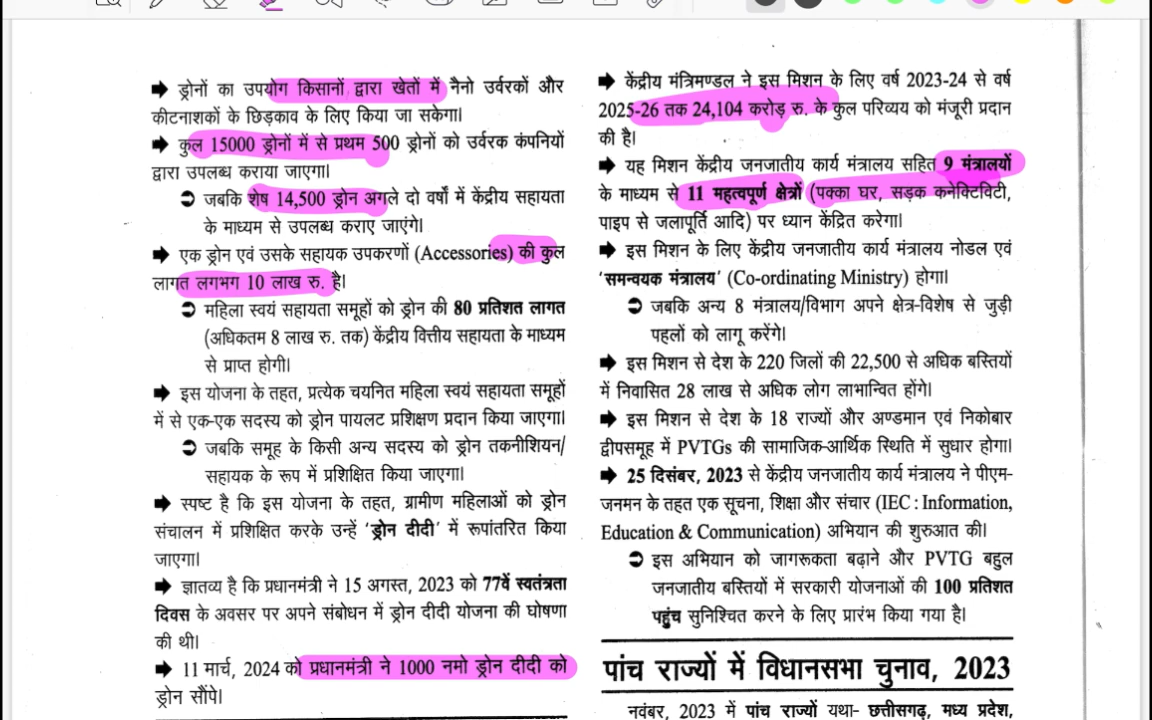 ➡ ड्रोनों का उपयोग किसानों द्वारा खेतों में नैनो उर्वरकों और
कीटनाशकों के छिड़काव के लिए किया जा सकेगा।
➡ कुल 15000 ड्रोनों में से प्रथम 500 ड्रोनों को उर्वरक कंपनियों
द्वारा उपलब्ध कराया जाएगा।
➲ जबकि शेष 14,500 ड्रोन अगले दो वर्षों में केंद्रीय सहायता
के माध्यम से उपलब्ध कराए जाएंगे।
➡ एक ड्रोन एवं उसके सहायक उपकरणों (Accessories) की कुल
लागत लगभग 10 लाख रु. है।
➲ महिला स्वयं सहायता समूहों को ड्रोन की 80 प्रतिशत लागत
(अधिकतम 8 लाख रु. तक) केंद्रीय वित्तीय सहायता के माध्यम
से प्राप्त होगी।
➡ इस योजना के तहत, प्रत्येक चयनित महिला स्वयं सहायता समूहों
में से एक-एक सदस्य को ड्रोन पायलट प्रशिक्षण प्रदान किया जाएगा।
➲ जबकि समूह के किसी अन्य सदस्य को ड्रोन तकनीशियन/
सहायक के रूप में प्रशिक्षित किया जाएगा।
➡ स्पष्ट है कि इस योजना के तहत, ग्रामीण महिलाओं को ड्रोन
संचालन में प्रशिक्षित करके उन्हें ‘ड्रोन दीदी’ में रूपांतरित किया
जाएगा।
➡ ज्ञातव्य है कि प्रधानमंत्री ने 15 अगस्त, 2023 को 77वें स्वतंत्रता
दिवस के अवसर पर अपने संबोधन में ड्रोन दीदी योजना की घोषणा
की थी।
➡ 11 मार्च, 2024 को प्रधानमंत्री ने 1000 नमो ड्रोन दीदी को
ड्रोन सौंपे।
➡ केंद्रीय मंत्रिमण्डल ने इस मिशन के लिए वर्ष 2023-24 से वर्ष
2025-26 तक 24,104 करोड़ रु. के कुल परिव्यय को मंजूरी प्रदान
की है।
➡ यह मिशन केंद्रीय जनजातीय कार्य मंत्रालय सहित 9 मंत्रालयों
के माध्यम से 11 महत्वपूर्ण क्षेत्रों (पक्का घर, सड़क कनेक्टिविटी,
पाइप से जलापूर्ति आदि) पर ध्यान केंद्रित करेगा।
➡ इस मिशन के लिए केंद्रीय जनजातीय कार्य मंत्रालय नोडल एवं
‘समन्वयक मंत्रालय’ (Co-ordinating Ministry) होगा।
➲ जबकि अन्य 8 मंत्रालय/विभाग अपने क्षेत्र-विशेष से जुड़ी
पहलों को लागू करेंगे।
➡ इस मिशन से देश के 220 जिलों की 22,500 से अधिक बस्तियों
में निवासित 28 लाख से अधिक लोग लाभान्वित होंगे।
➡ इस मिशन से देश के 18 राज्यों और अण्डमान एवं निकोबार
द्वीपसमूह में PVTGs की सामाजिक-आर्थिक स्थिति में सुधार होगा।
➡ 25 दिसंबर, 2023 से केंद्रीय जनजातीय कार्य मंत्रालय ने पीएम-
जनमन के तहत एक सूचना, शिक्षा और संचार (IEC : Information,
Education & Communication) अभियान की शुरुआत की।
➲ इस अभियान को जागरूकता बढ़ाने और PVTG बहुल
जनजातीय बस्तियों में सरकारी योजनाओं की 100 प्रतिशत
पहुंच सुनिश्चित करने के लिए प्रारंभ किया गया है।
पांच राज्यों में विधानसभा चुनाव, 2023
नवंबर, 2023 में पांच राज्यों यथा- छत्तीसगढ़, मध्य प्रदेश,